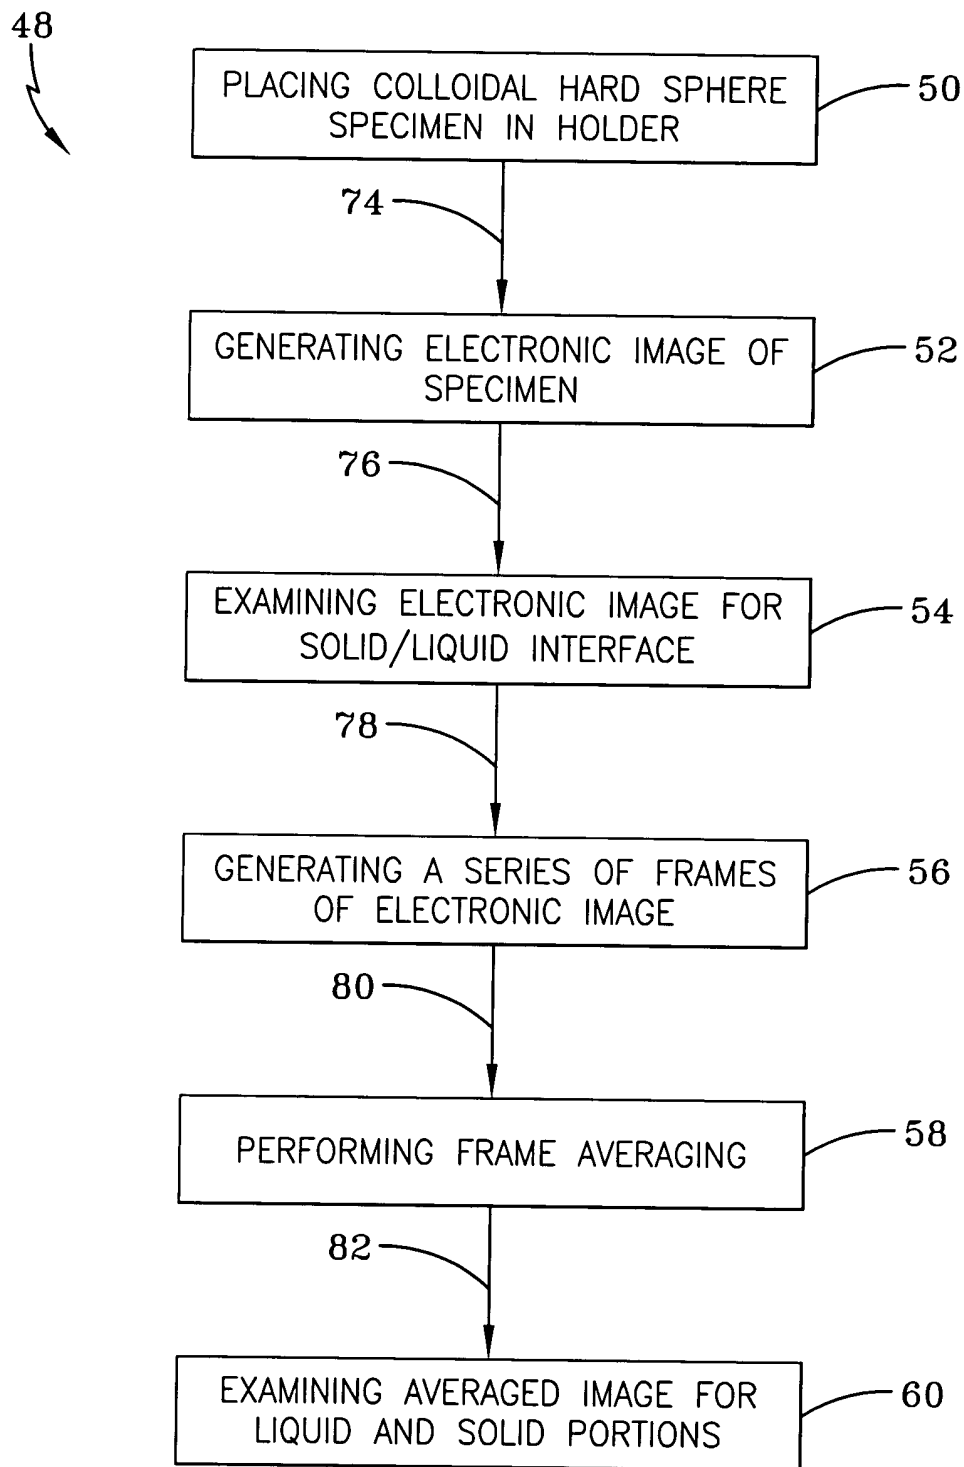 48
PLACING COLLOIDAL HARD SPHERE
SPECIMEN IN HOLDER
50
74
GENERATING ELECTRONIC IMAGE OF
SPECIMEN
52
76
EXAMINING ELECTRONIC IMAGE FOR
SOLID/LIQUID INTERFACE
54
78
GENERATING A SERIES OF FRAMES
OF ELECTRONIC IMAGE
56
80
PERFORMING FRAME AVERAGING
58
82
EXAMINING AVERAGED IMAGE FOR
LIQUID AND SOLID PORTIONS
60